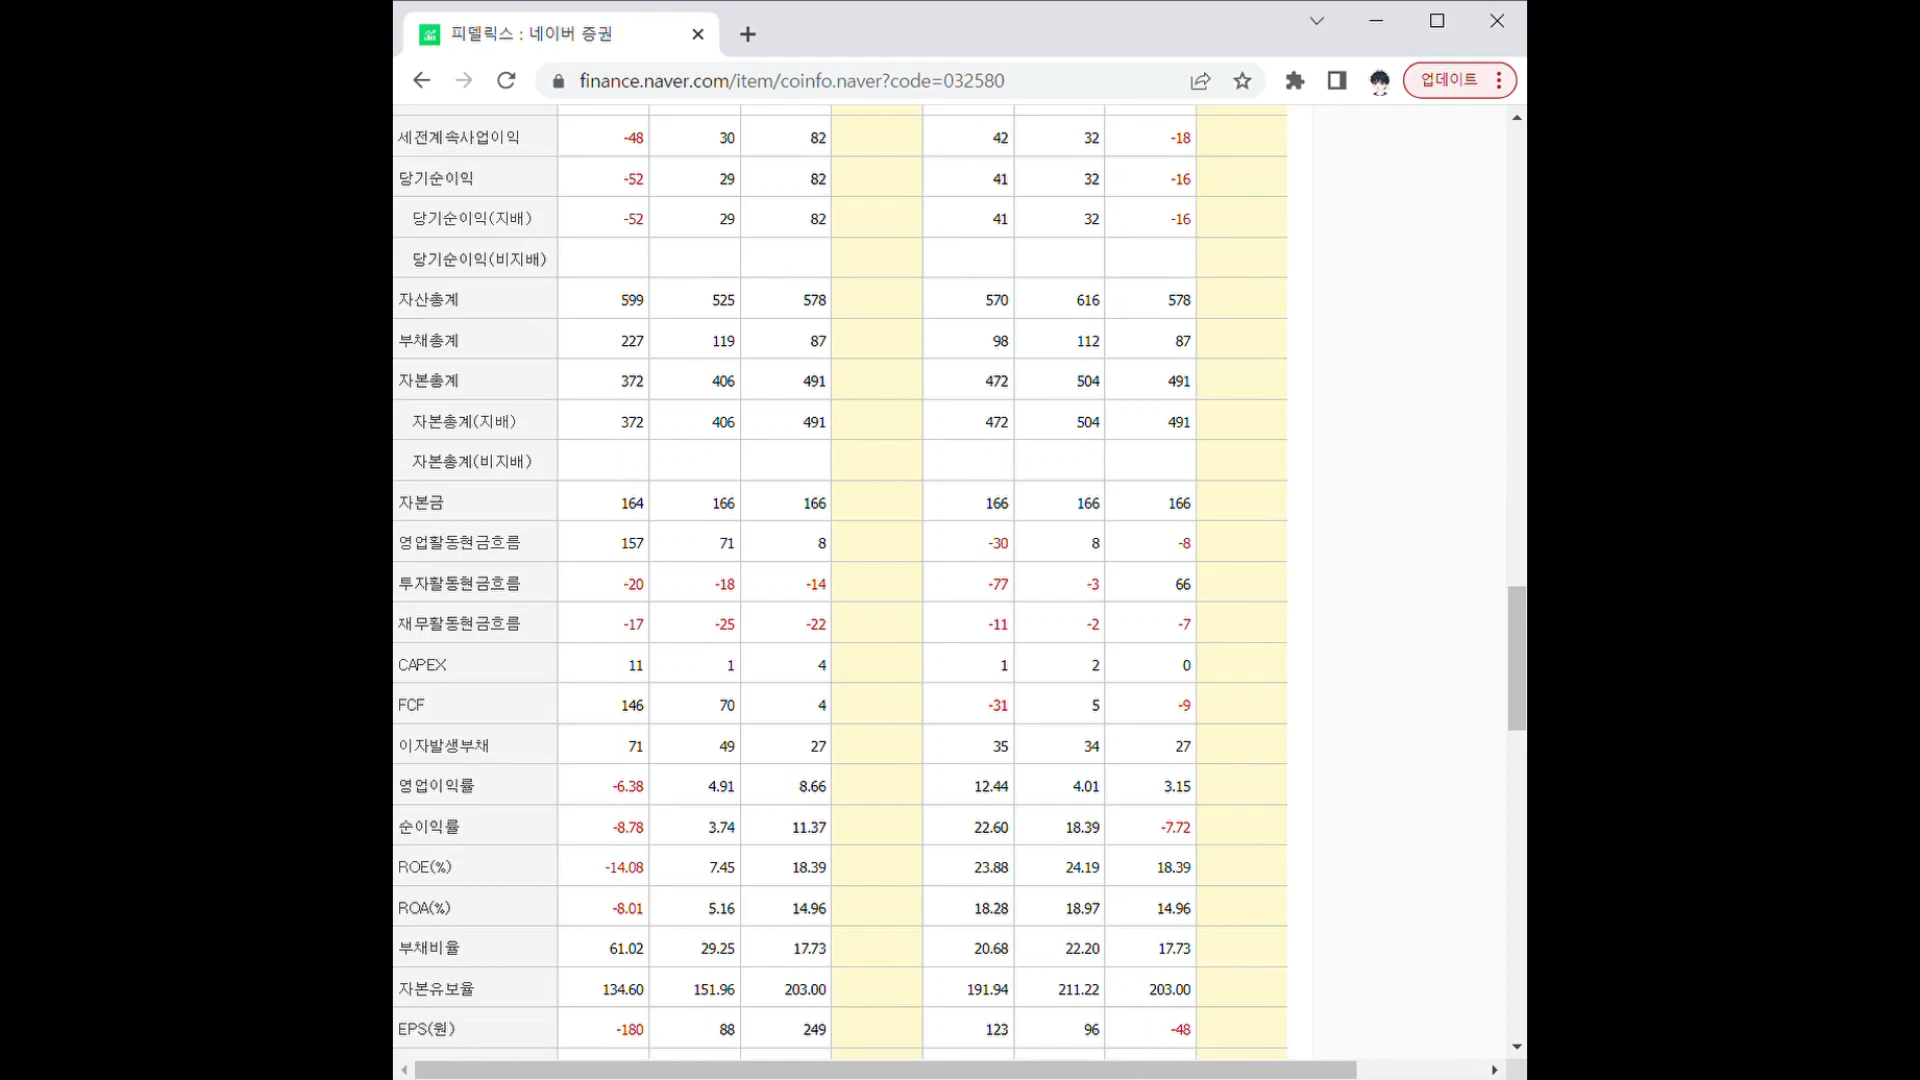 피델릭스 : 네이버 증권
finance.naver.com/item/coinfo.naver?code=032580
업데이트
세전계속사업이익 -48 30 82 42 32 -18
당기순이익 -52 29 82 41 32 -16
당기순이익(지배) -52 29 82 41 32 -16
당기순이익(비지배)
자산총계 599 525 578 570 616 578
부채총계 227 119 87 98 112 87
자본총계 372 406 491 472 504 491
자본총계(지배) 372 406 491 472 504 491
자본총계(비지배)
자본금 164 166 166 166 166 166
영업활동현금흐름 157 71 8 -30 8 -8
투자활동현금흐름 -20 -18 -14 -77 -3 66
재무활동현금흐름 -17 -25 -22 -11 -2 -7
CAPEX 11 1 4 1 2 0
FCF 146 70 4 -31 5 -9
이자발생부채 71 49 27 35 34 27
영업이익률 -6.38 4.91 8.66 12.44 4.01 3.15
순이익률 -8.78 3.74 11.37 22.60 18.39 -7.72
ROE(%) -14.08 7.45 18.39 23.88 24.19 18.39
ROA(%) -8.01 5.16 14.96 18.28 18.97 14.96
부채비율 61.02 29.25 17.73 20.68 22.20 17.73
자본유보율 134.60 151.96 203.00 191.94 211.22 203.00
EPS(원) -180 88 249 123 96 -48